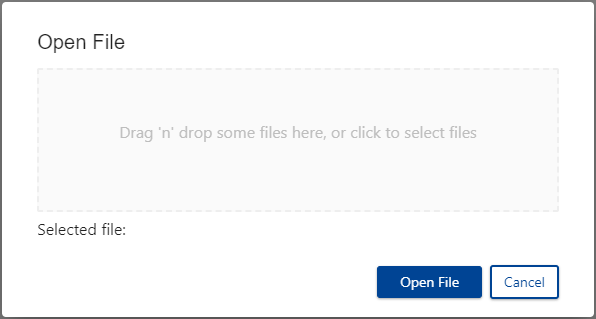 Open File
Drag 'n' drop some files here, or click to select files
Selected file:
Open File
Cancel